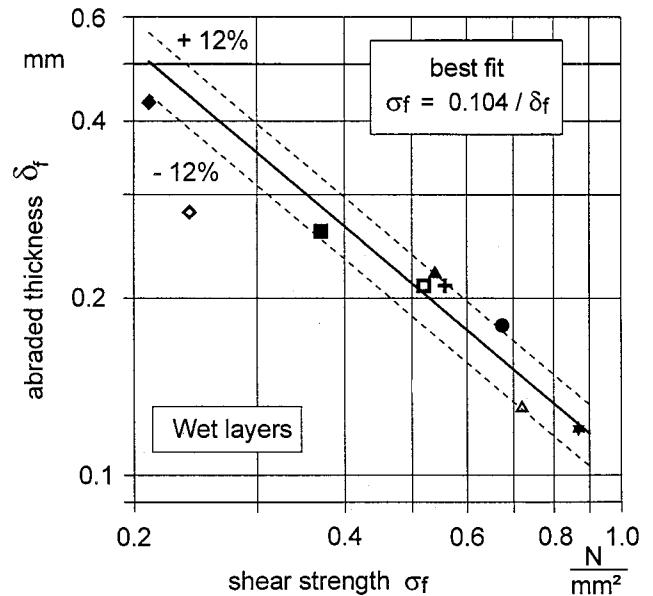 0.6
mm
+ 12%
best fit
σf = 0.104 / δf
0.4
- 12%
abraded thickness δf
0.2
Wet layers
0.1
0.2 0.4 0.6 0.8 1.0
shear strength σf N/mm²